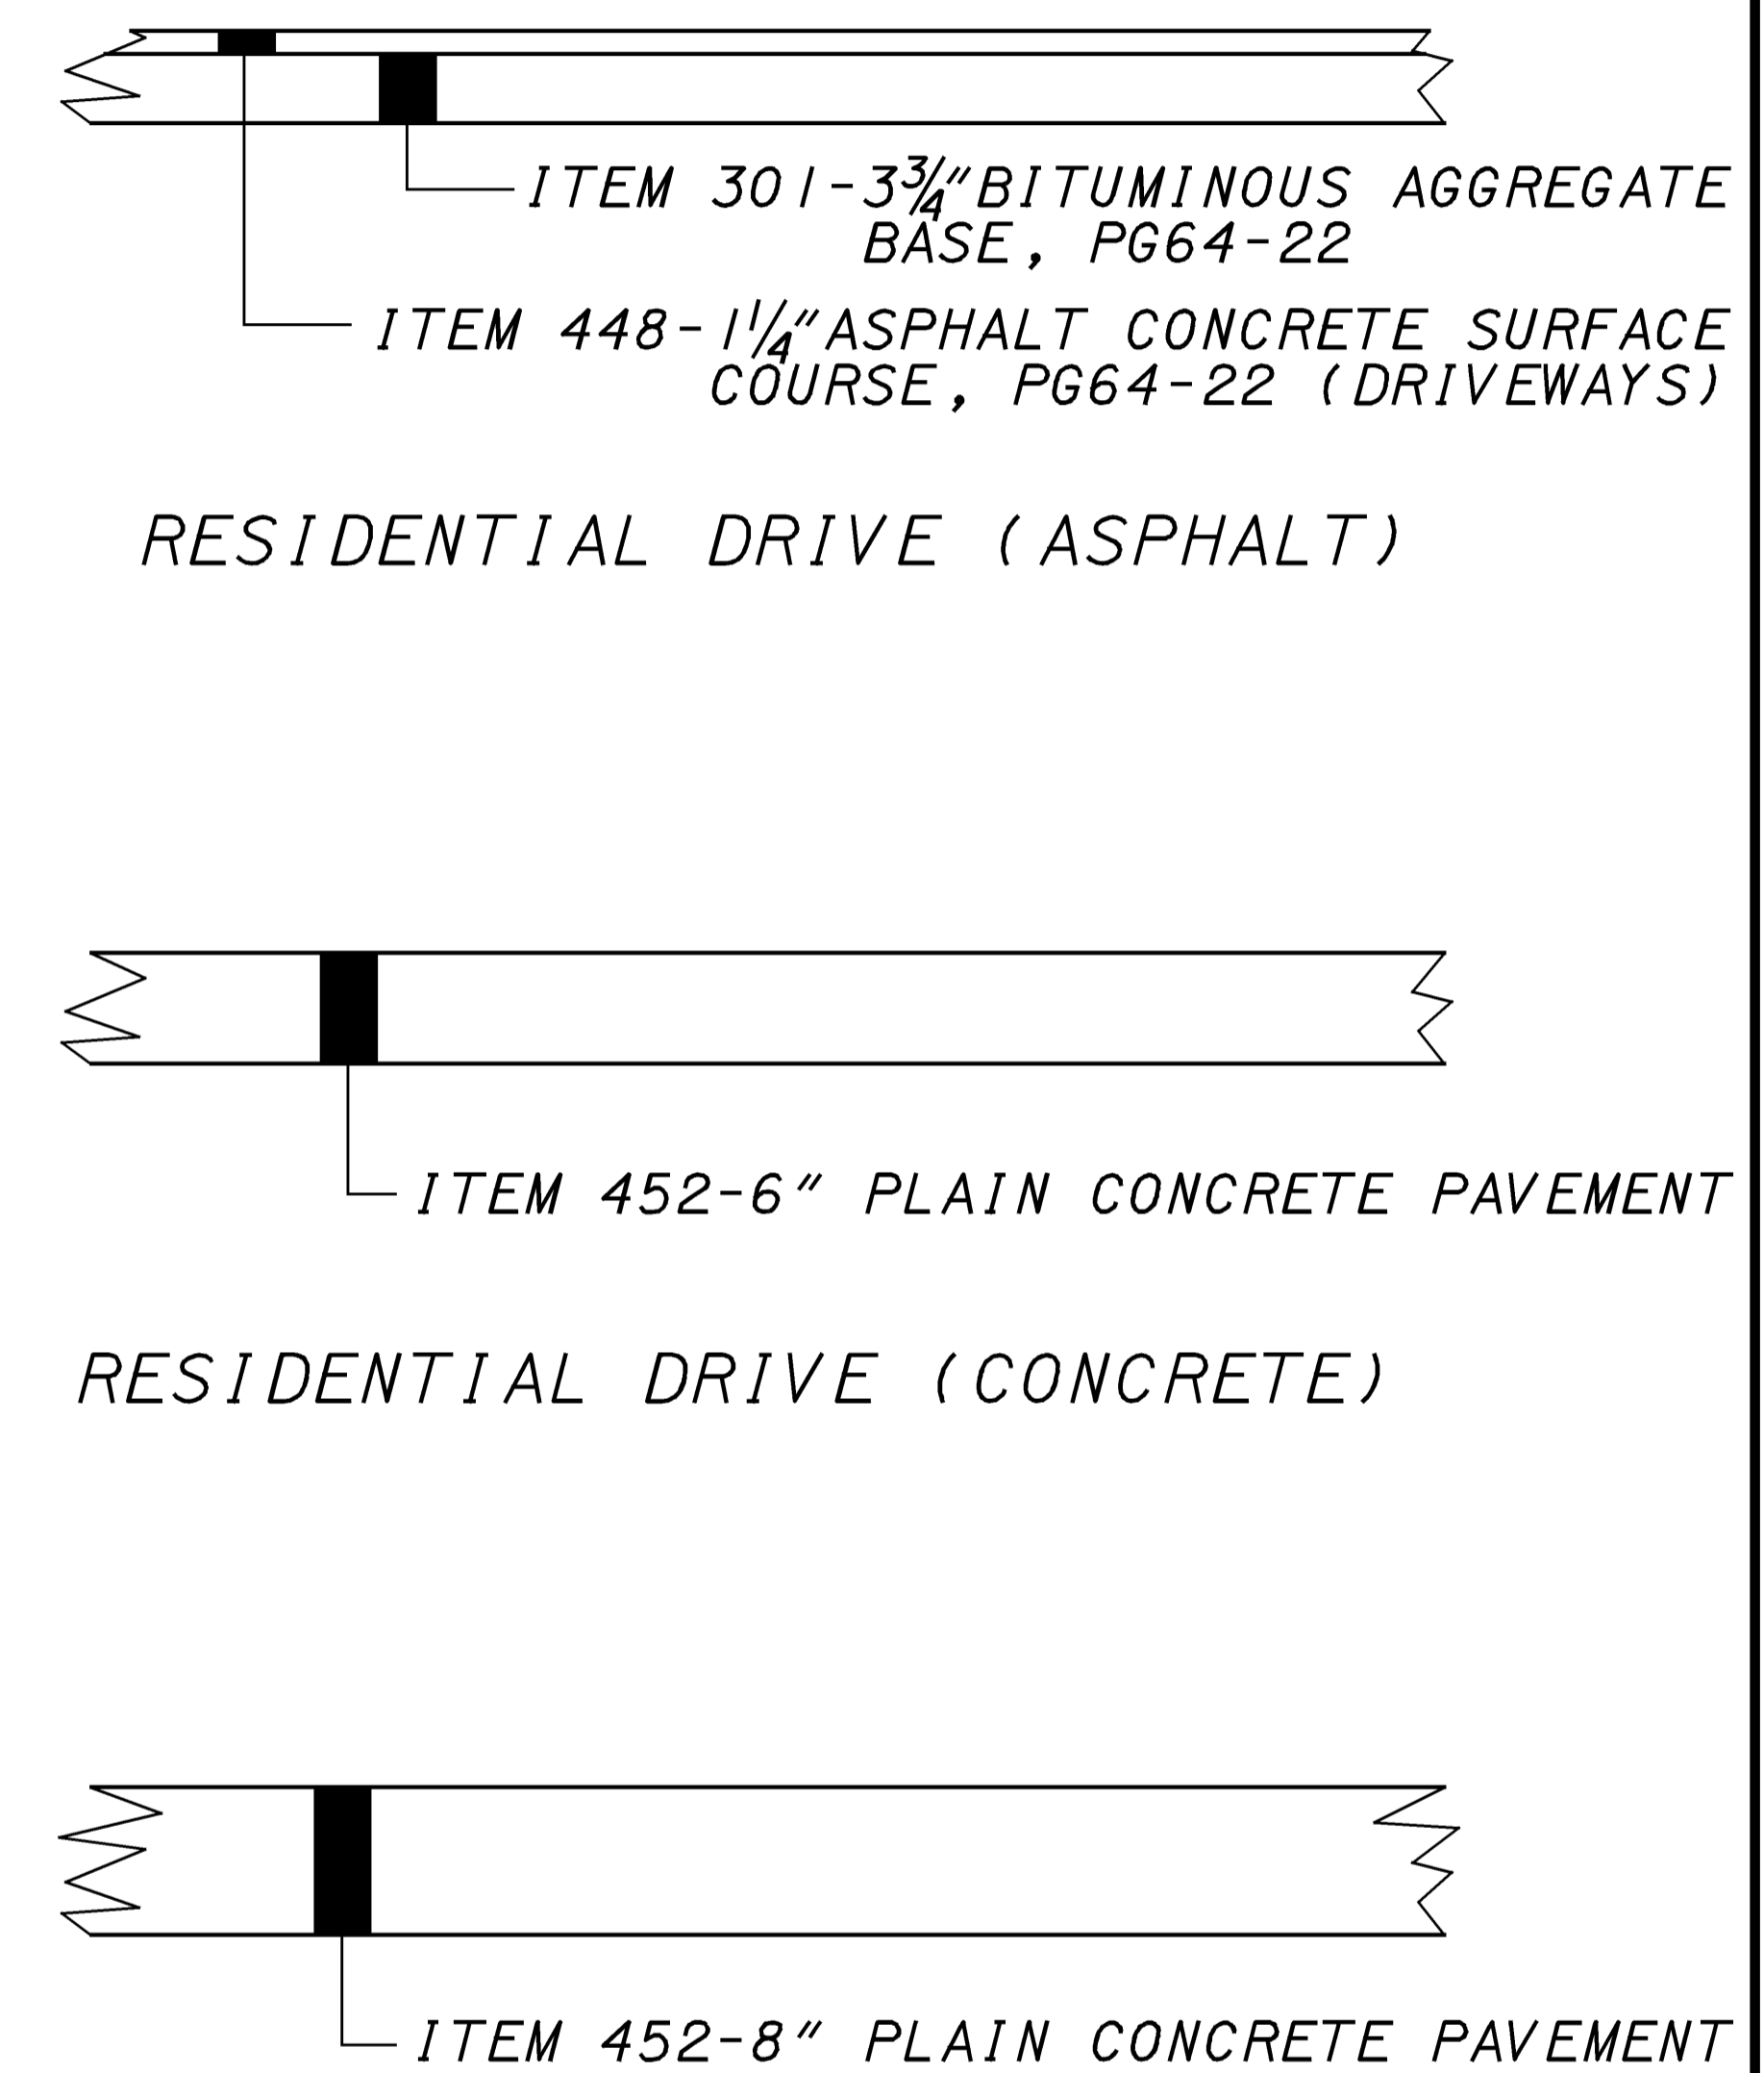 ITEM 301-3¾" BITUMINOUS AGGREGATE
BASE, PG64-22
ITEM 448-1¼" ASPHALT CONCRETE SURFACE
COURSE, PG64-22 (DRIVEWAYS)
RESIDENTIAL DRIVE (ASPHALT)
ITEM 452-6" PLAIN CONCRETE PAVEMENT
RESIDENTIAL DRIVE (CONCRETE)
ITEM 452-8" PLAIN CONCRETE PAVEMENT